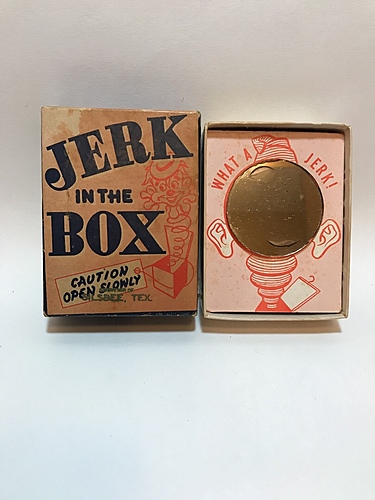 JERK
IN THE
BOX
CAUTION
OPEN SLOWLY
SILSBEE, TEX.
WHAT A JERK!